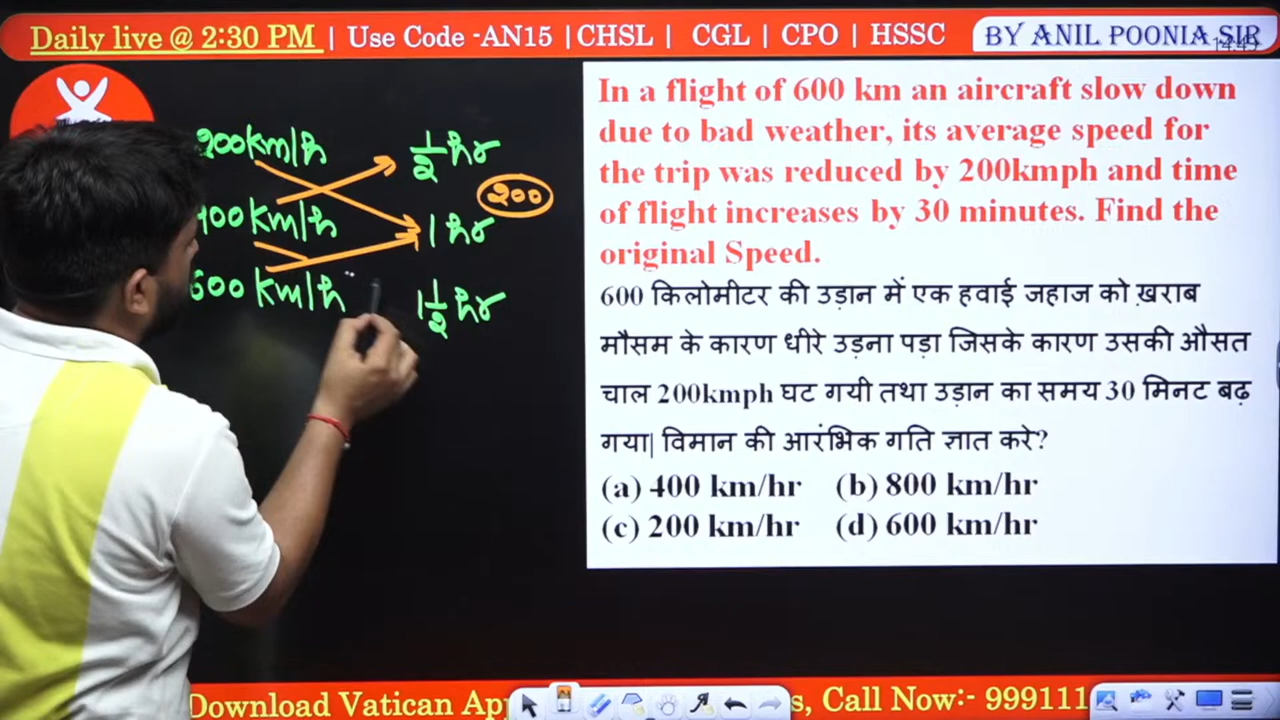 Daily live @ 2:30 PM | Use Code -AN15 |CHSL | CGL | CPO | HSSC
BY ANIL POONIA SIR
14:45
200km/h 1/2 hr
400 km/h 1 hr
200
600 km/h 1 1/2 hr
In a flight of 600 km an aircraft slow down
due to bad weather, its average speed for
the trip was reduced by 200kmph and time
of flight increases by 30 minutes. Find the
original Speed.
600 किलोमीटर की उड़ान में एक हवाई जहाज को ख़राब
मौसम के कारण धीरे उड़ना पड़ा जिसके कारण उसकी औसत
चाल 200kmph घट गयी तथा उड़ान का समय 30 मिनट बढ़
गया| विमान की आरंभिक गति ज्ञात करे?
(a) 400 km/hr (b) 800 km/hr
(c) 200 km/hr (d) 600 km/hr
Download Vatican Ap
s, Call Now:- 999111